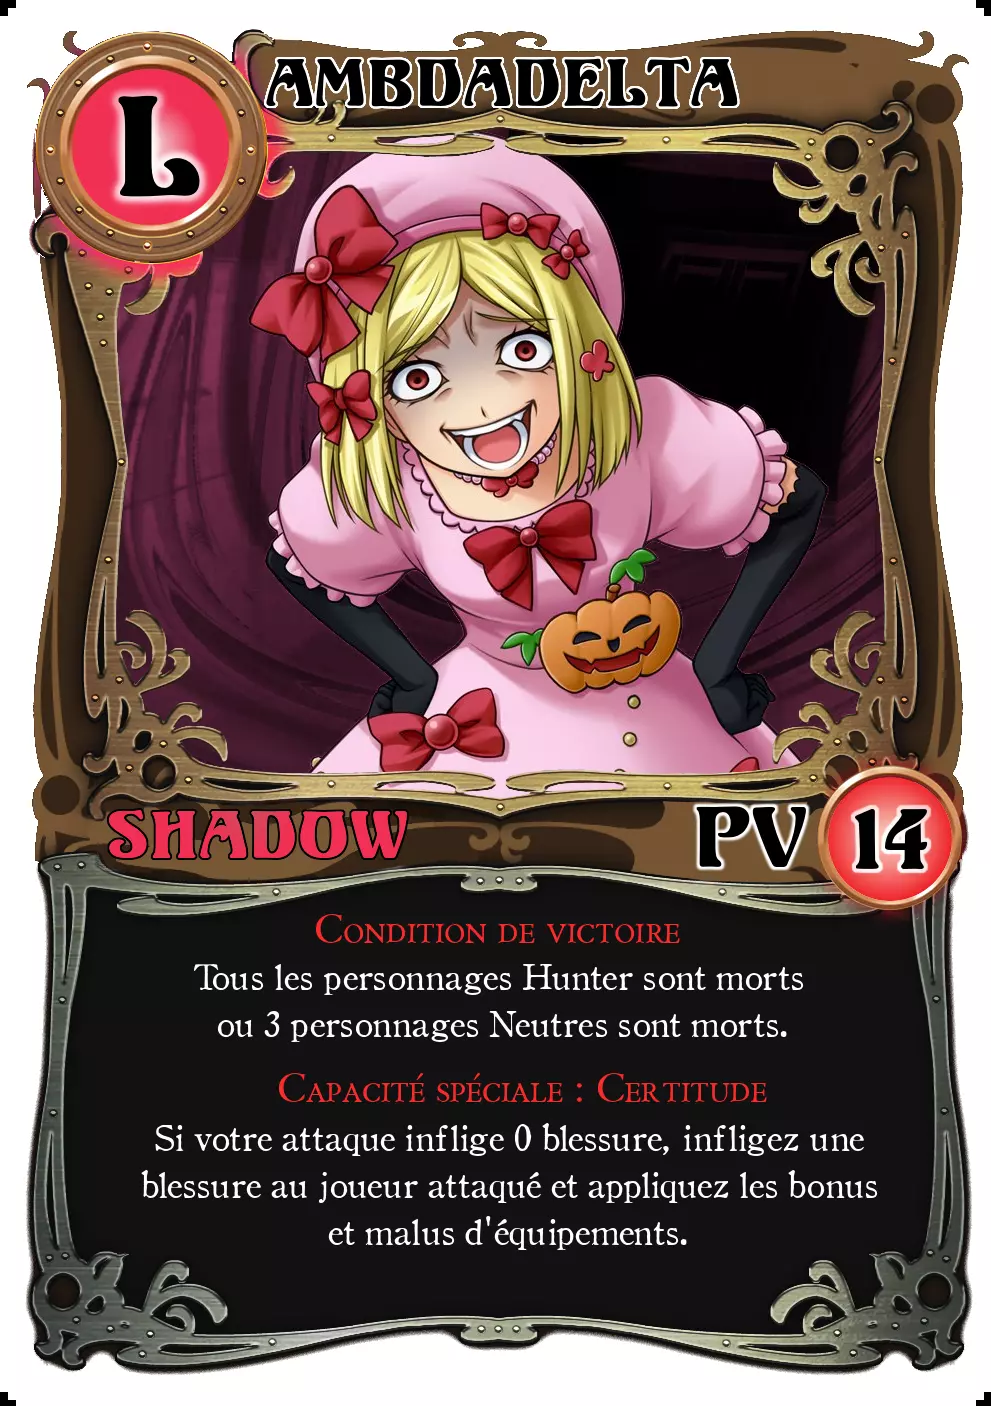 LAMBDADELTA
SHADOW
PV 14
Condition de victoire
Tous les personnages Hunter sont morts
ou 3 personnages Neutres sont morts.
Capacité spéciale : Certitude
Si votre attaque inflige 0 blessure, infligez une
blessure au joueur attaqué et appliquez les bonus
et malus d'équipements.